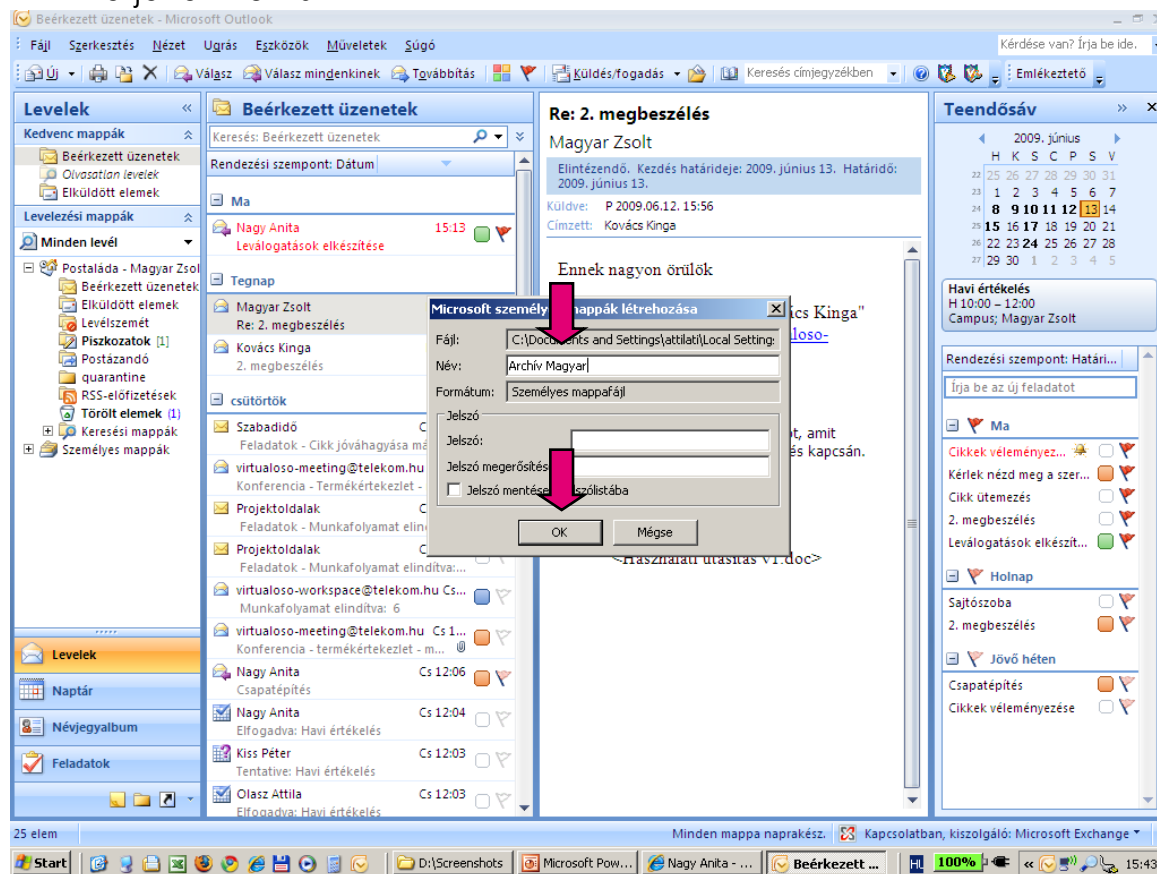 Beérkezett üzenetek - Microsoft Outlook
Fájl Szerkesztés Nézet Ugrás Eszközök Műveletek Súgó
Kérdése van? Írja be ide.
Új Válasz Válasz mindenkinek Továbbítás Küldés/fogadás Keresés címjegyzékben Emlékeztető
Levelek
Kedvenc mappák
Beérkezett üzenetek
Olvasatlan levelek
Elküldött elemek
Levelezési mappák
Minden levél
Postaláda - Magyar Zsol
Beérkezett üzenetek
Elküldött elemek
Levélszemét
Piszkozatok [1]
Postázandó
quarantine
RSS-előfizetések
Törölt elemek (1)
Keresési mappák
Személyes mappák
Levelek
Naptár
Névjegyalbum
Feladatok
Beérkezett üzenetek
Keresés: Beérkezett üzenetek
Rendezési szempont: Dátum
Ma
Nagy Anita 15:13
Leválogatások elkészítése
Tegnap
Magyar Zsolt
Re: 2. megbeszélés
Kovács Kinga
2. megbeszélés
csütörtök
Szabadidő C
Feladatok - Cikk jóváhagyása má
virtualoso-meeting@telekom.hu
Konferencia - Termékértekezlet -
Projektoldalak C
Feladatok - Munkafolyamat elin
Projektoldalak C
Feladatok - Munkafolyamat elindítva:...
virtualoso-workspace@telekom.hu Cs...
Munkafolyamat elindítva: 6
virtualoso-meeting@telekom.hu Cs 1...
Konferencia - termékértekezlet - m...
Nagy Anita Cs 12:06
Csapatépítés
Nagy Anita Cs 12:04
Elfogadva: Havi értékelés
Kiss Péter Cs 12:03
Tentative: Havi értékelés
Olasz Attila Cs 12:03
Elfogadva: Havi értékelés
Re: 2. megbeszélés
Magyar Zsolt
Elintézendő. Kezdés határideje: 2009. június 13. Határidő:
2009. június 13.
Küldve: P 2009.06.12. 15:56
Címzett: Kovács Kinga
Ennek nagyon örülök
ács Kinga"
aloso-
ot, amit
és kapcsán.
<Használati utasítás v1.doc>
Microsoft személyes mappák létrehozása
Fájl: C:\Documents and Settings\attilati\Local Setting:
Név: Archív Magyar
Formátum: Személyes mappafájl
Jelszó
Jelszó:
Jelszó megerősítés
Jelszó mentése jelszólistába
OK Mégse
Teendősáv
2009. június
H K S C P S V
22 25 26 27 28 29 30 31
23 1 2 3 4 5 6 7
24 8 9 10 11 12 13 14
25 15 16 17 18 19 20 21
26 22 23 24 25 26 27 28
27 29 30 1 2 3 4 5
Havi értékelés
H 10:00 – 12:00
Campus; Magyar Zsolt
Rendezési szempont: Határi...
Írja be az új feladatot
Ma
Cikkek véleményez...
Kérlek nézd meg a szer...
Cikk ütemezés
2. megbeszélés
Leválogatások elkészít...
Holnap
Sajtószoba
2. megbeszélés
Jövő héten
Csapatépítés
Cikkek véleményezése
25 elem
Minden mappa naprakész. Kapcsolatban, kiszolgáló: Microsoft Exchange
Start D:\Screenshots Microsoft Pow... Nagy Anita - ... Beérkezett ... HU 100% 15:43